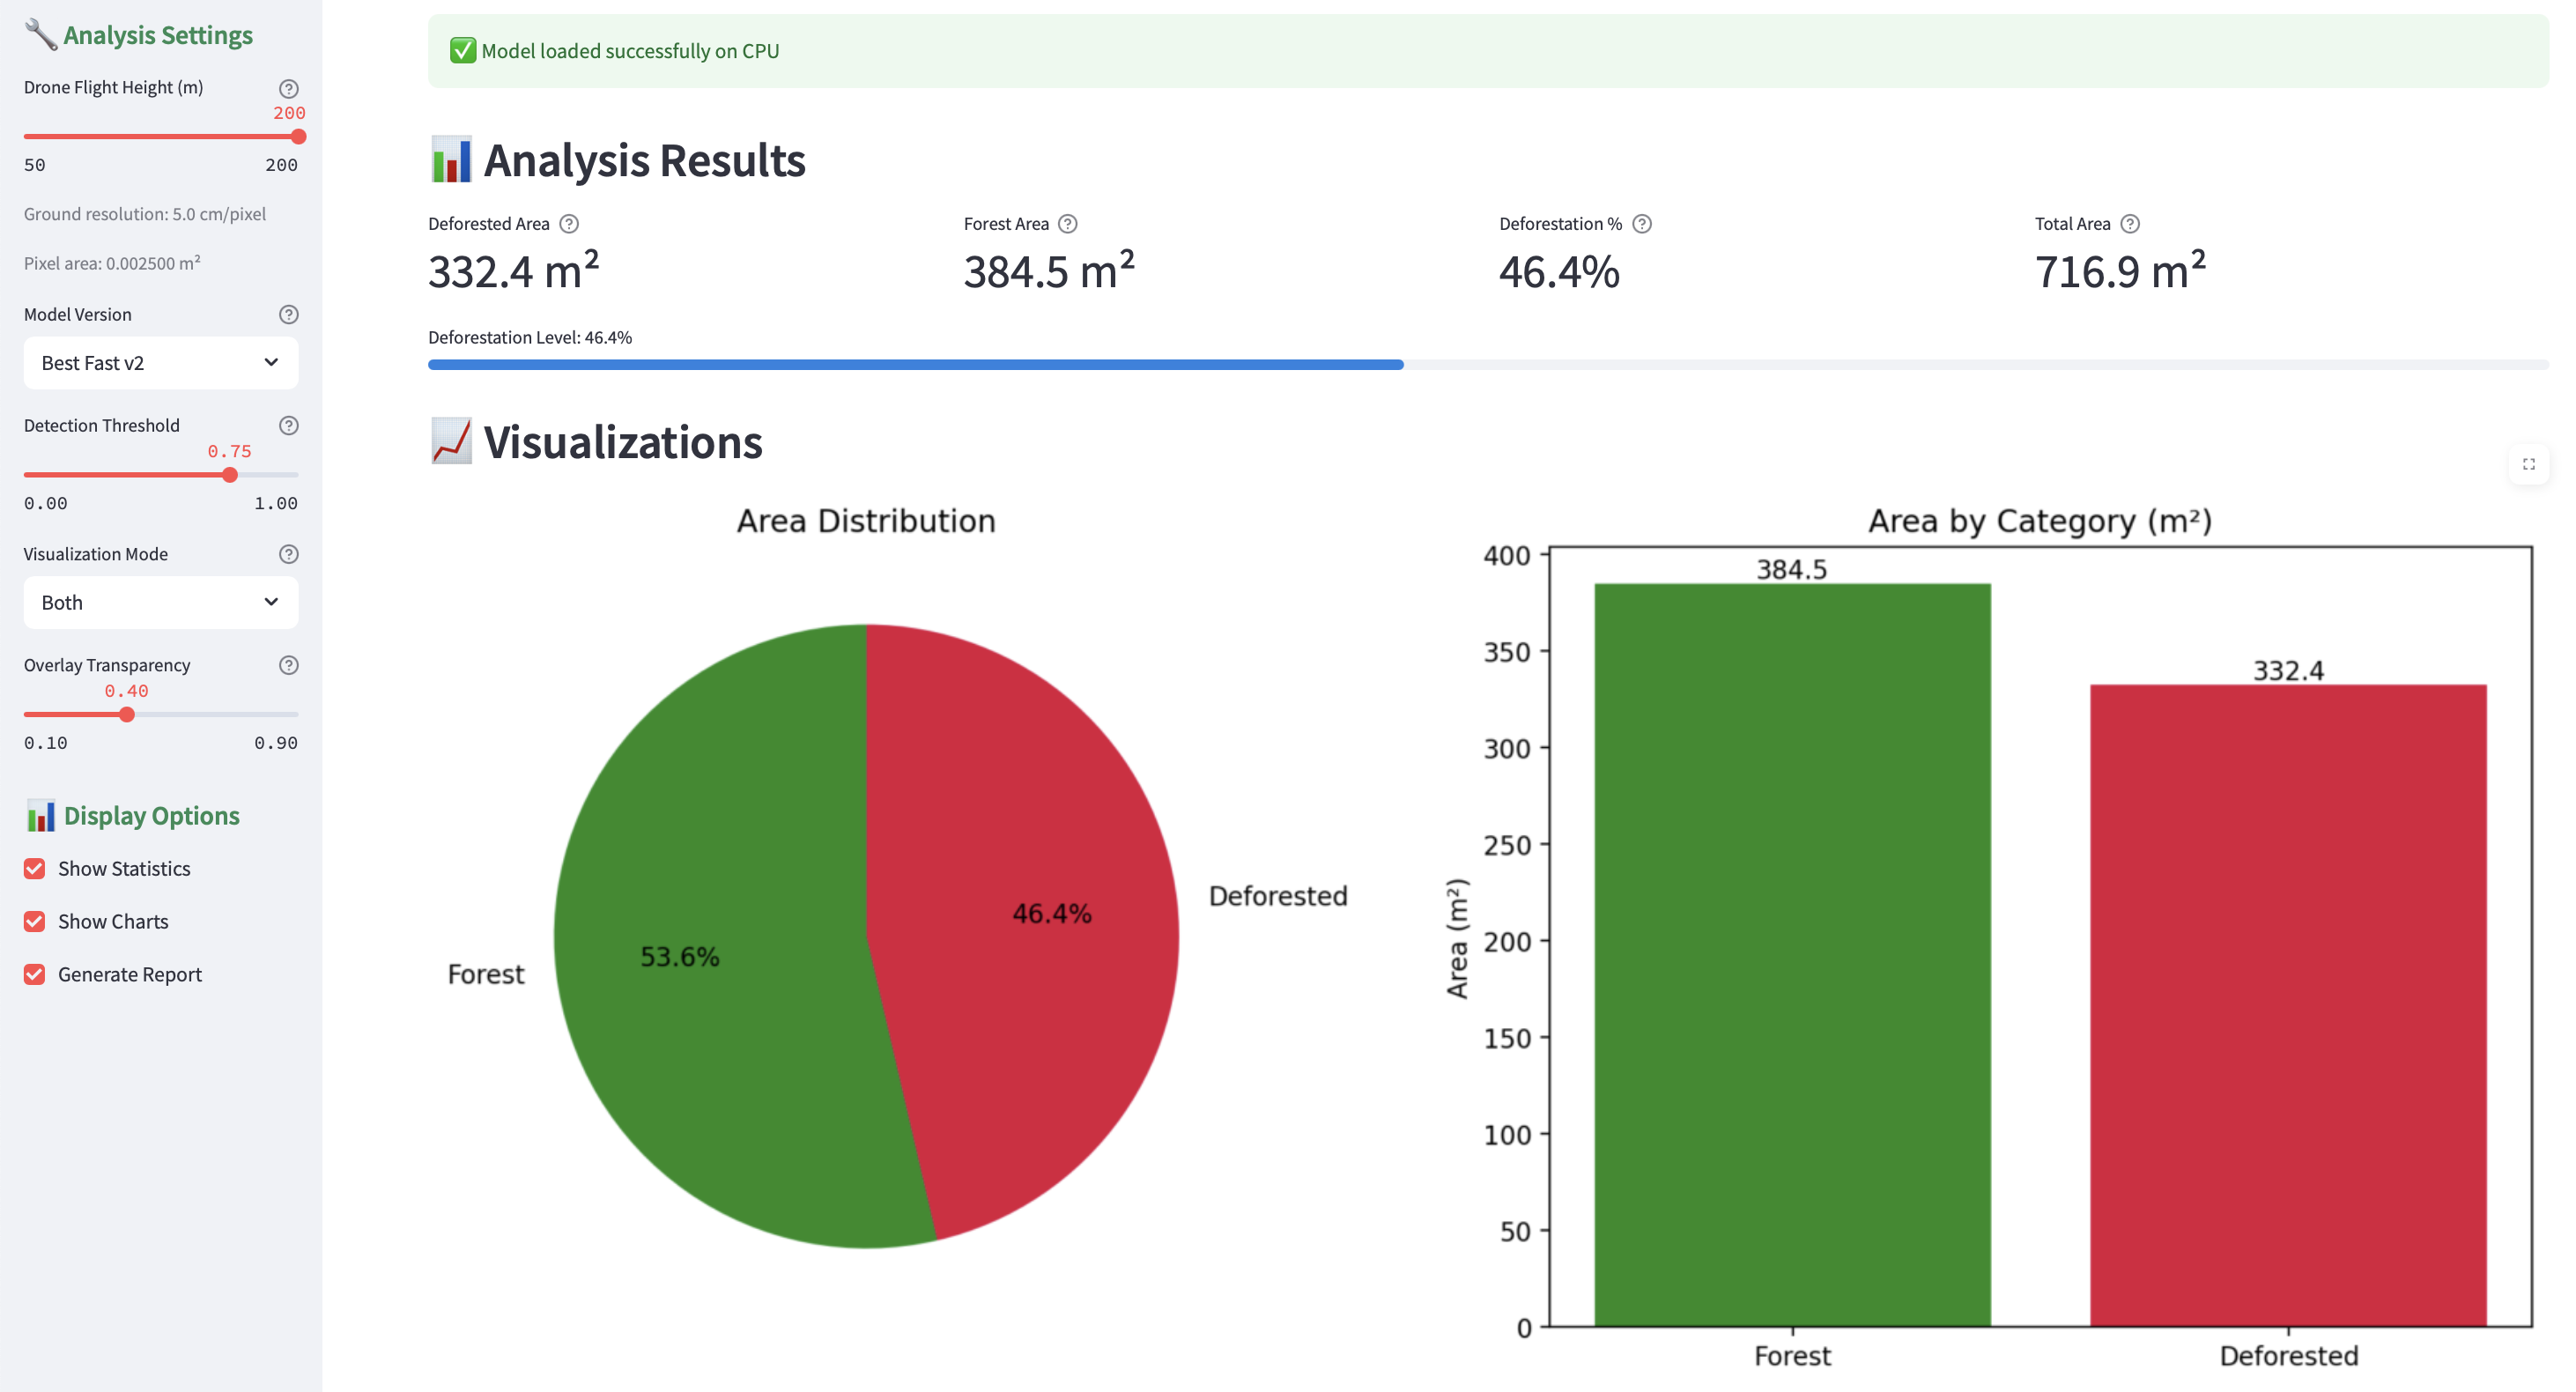 🔧 Analysis Settings
Drone Flight Height (m)
200
50 200
Ground resolution: 5.0 cm/pixel
Pixel area: 0.002500 m²
Model Version
Best Fast v2
Detection Threshold
0.75
0.00 1.00
Visualization Mode
Both
Overlay Transparency
0.40
0.10 0.90
📊 Display Options
Show Statistics
Show Charts
Generate Report
✅ Model loaded successfully on CPU
📊 Analysis Results
Deforested Area
332.4 m²
Forest Area
384.5 m²
Deforestation %
46.4%
Total Area
716.9 m²
Deforestation Level: 46.4%
📈 Visualizations
Area Distribution
Deforested
46.4%
53.6%
Forest
Area by Category (m²)
400
350
300
250
200
150
100
50
0
Area (m²)
384.5
332.4
Forest
Deforested